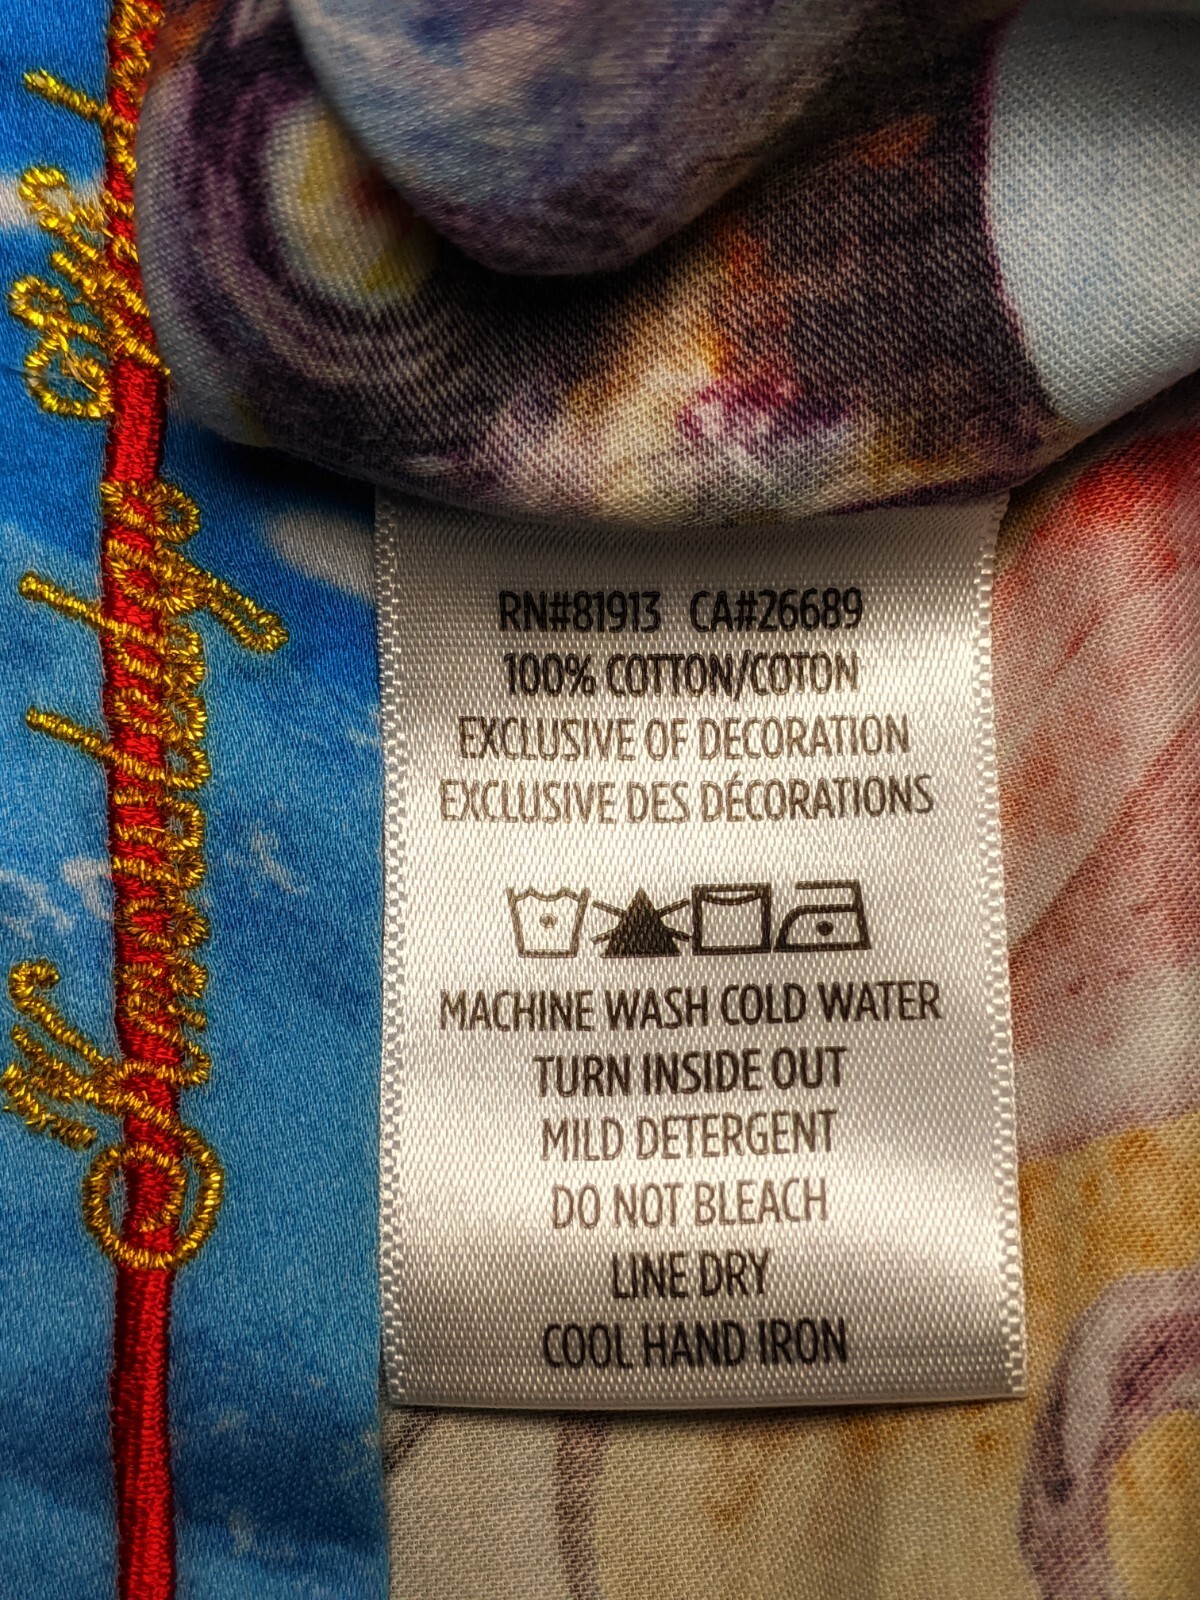 RN#81913 CA#26689
100% COTTON/COTON
EXCLUSIVE OF DECORATION
EXCLUSIVE DES DÉCORATIONS
MACHINE WASH COLD WATER
TURN INSIDE OUT
MILD DETERGENT
DO NOT BLEACH
LINE DRY
COOL HAND IRON